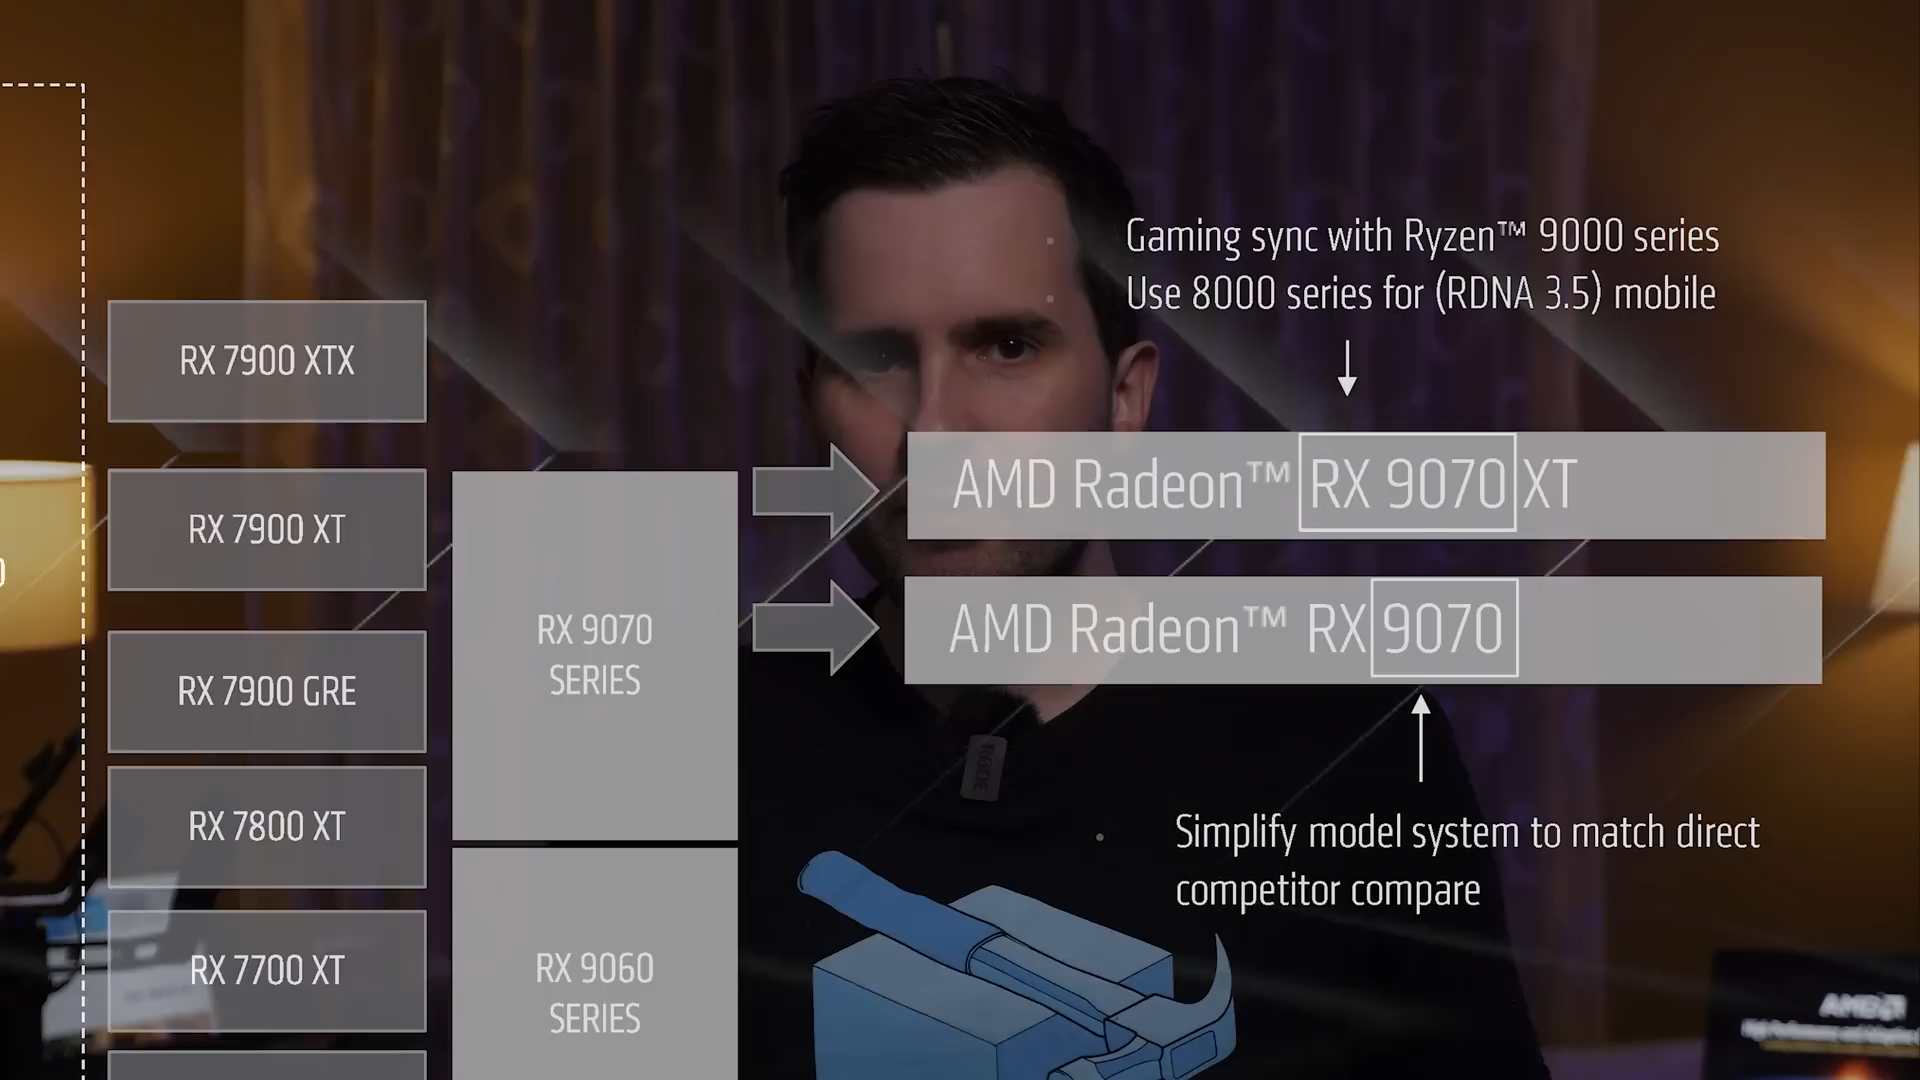 RX 7900 XTX
RX 7900 XT
RX 7900 GRE
RX 7800 XT
RX 7700 XT
RX 9070
SERIES
RX 9060
SERIES
Gaming sync with Ryzen™ 9000 series
Use 8000 series for (RDNA 3.5) mobile
AMD Radeon™ RX 9070 XT
AMD Radeon™ RX 9070
Simplify model system to match direct
competitor compare
AMD